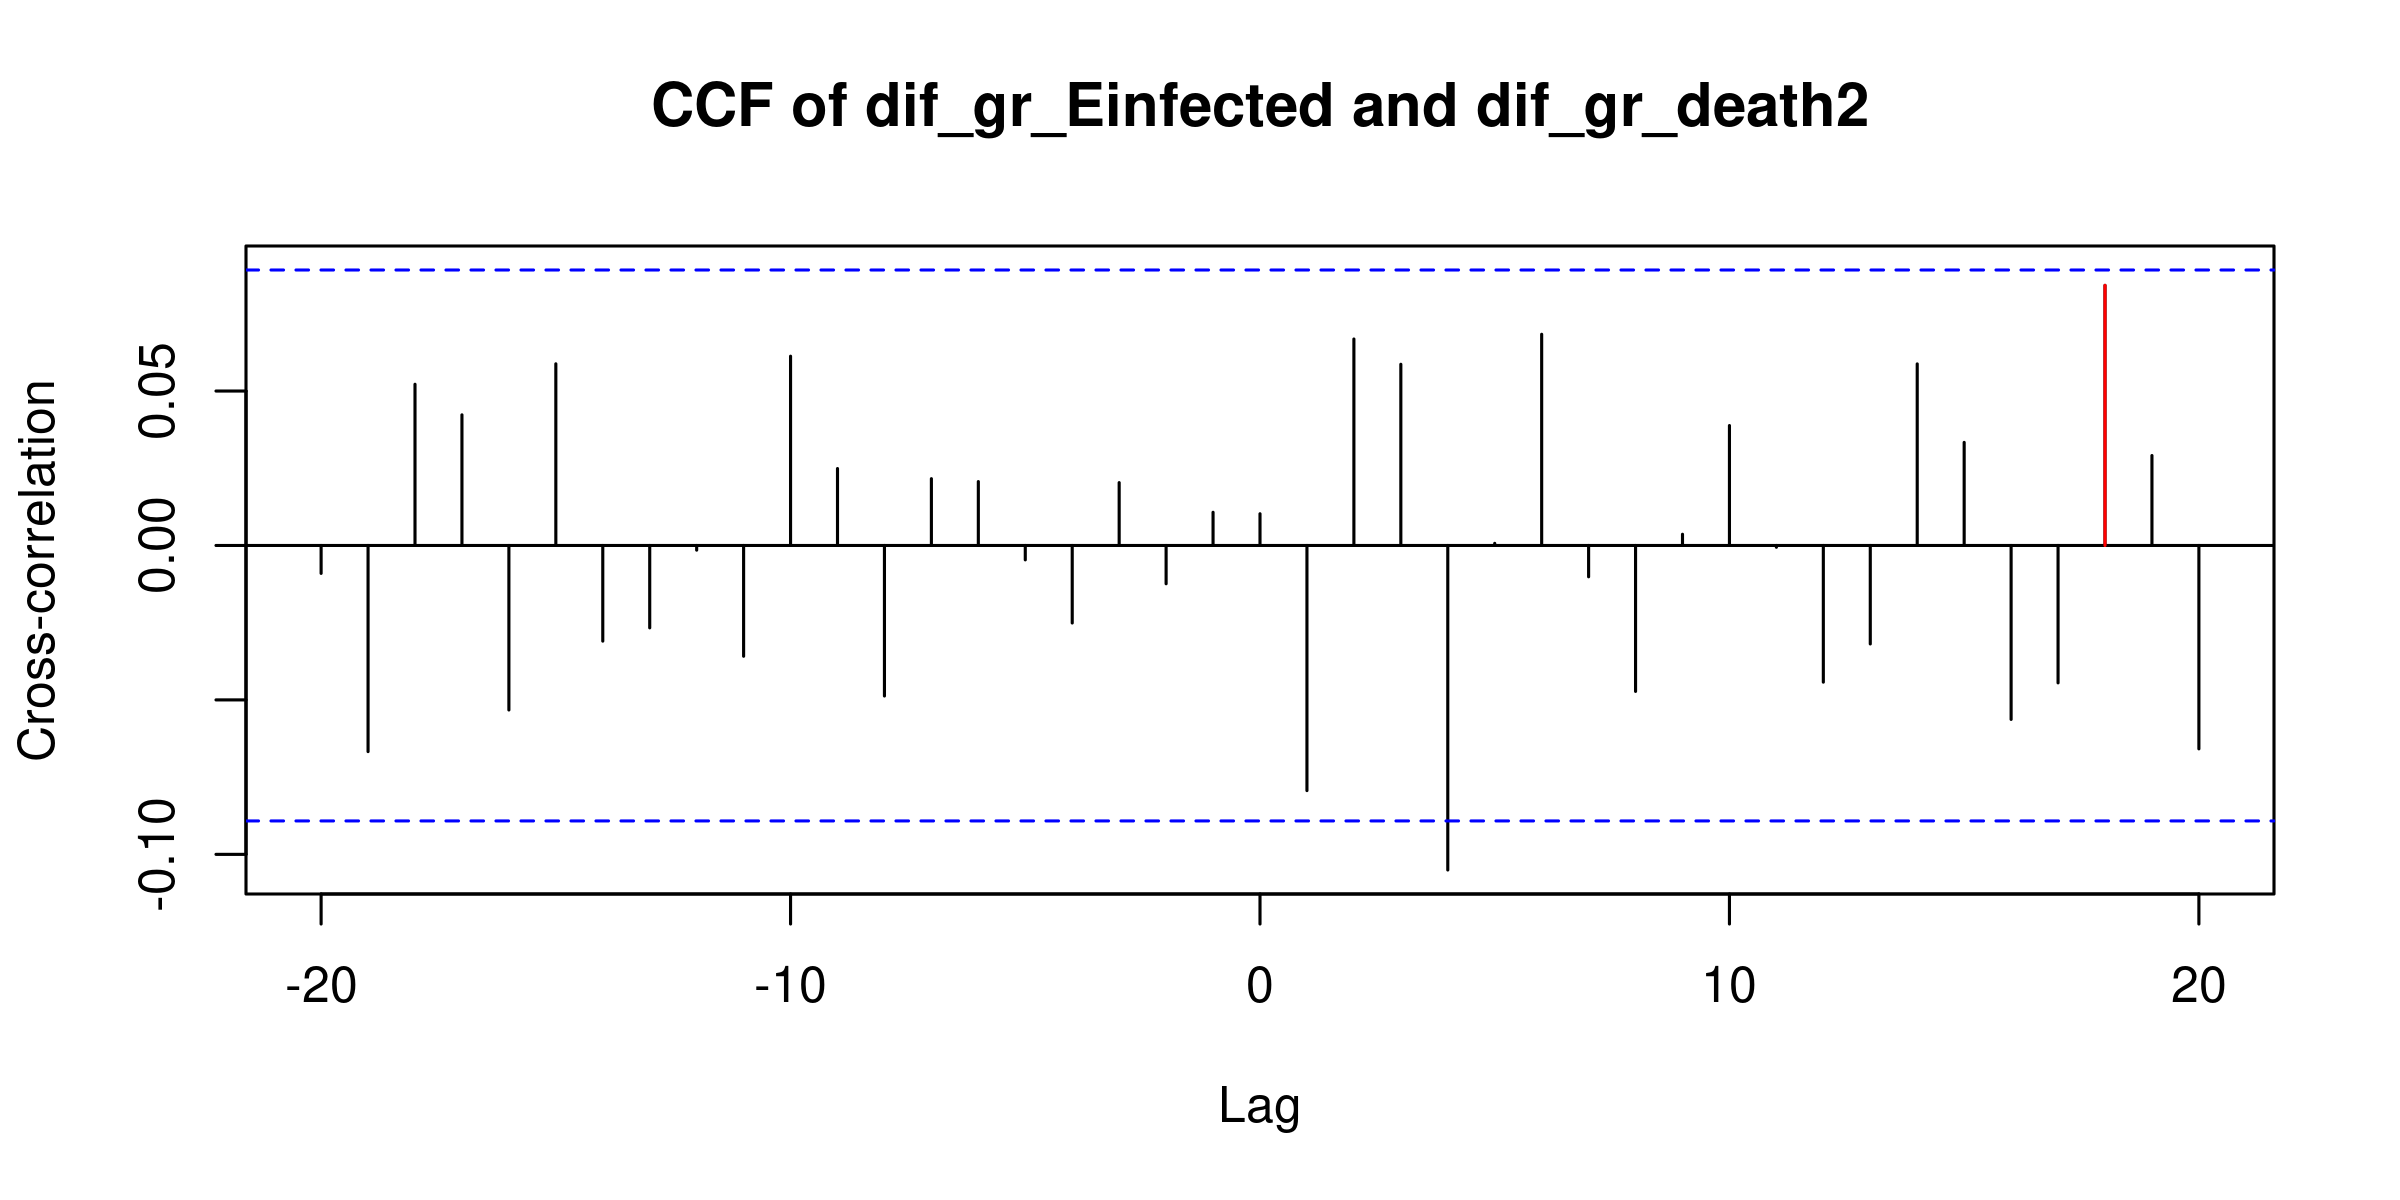 CCF of dif_gr_Einfected and dif_gr_death2
Cross-correlation
0.05
0.00
-0.10
-20 -10 0 10 20
Lag